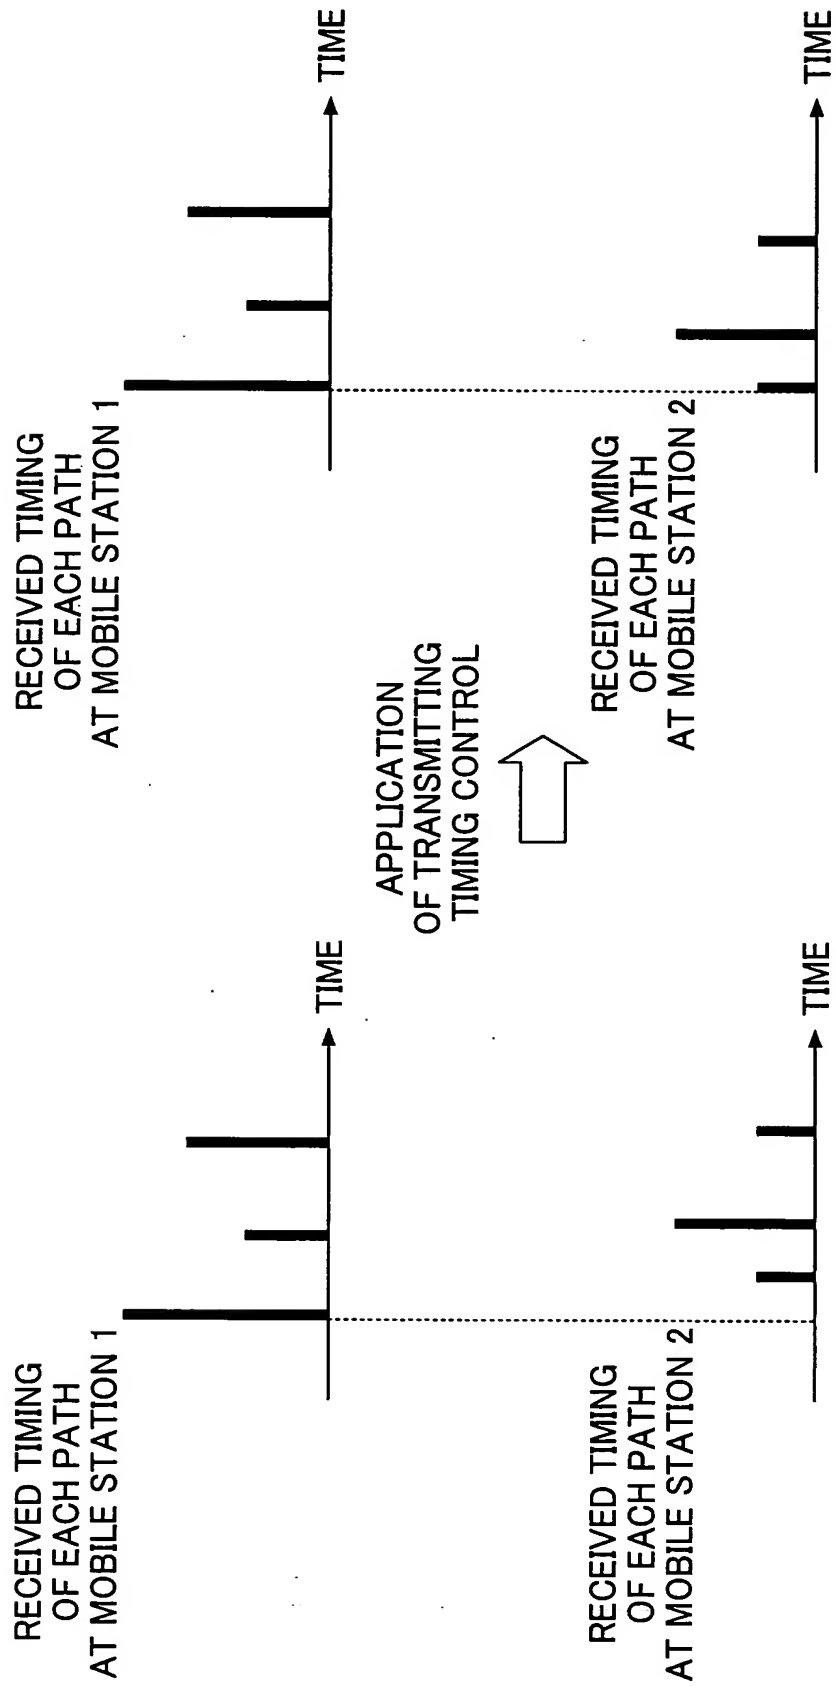 RECEIVED TIMING
OF EACH PATH
AT MOBILE STATION 1
TIME
RECEIVED TIMING
OF EACH PATH
AT MOBILE STATION 2
TIME
APPLICATION
OF TRANSMITTING
TIMING CONTROL
RECEIVED TIMING
OF EACH PATH
AT MOBILE STATION 1
TIME
RECEIVED TIMING
OF EACH PATH
AT MOBILE STATION 2
TIME